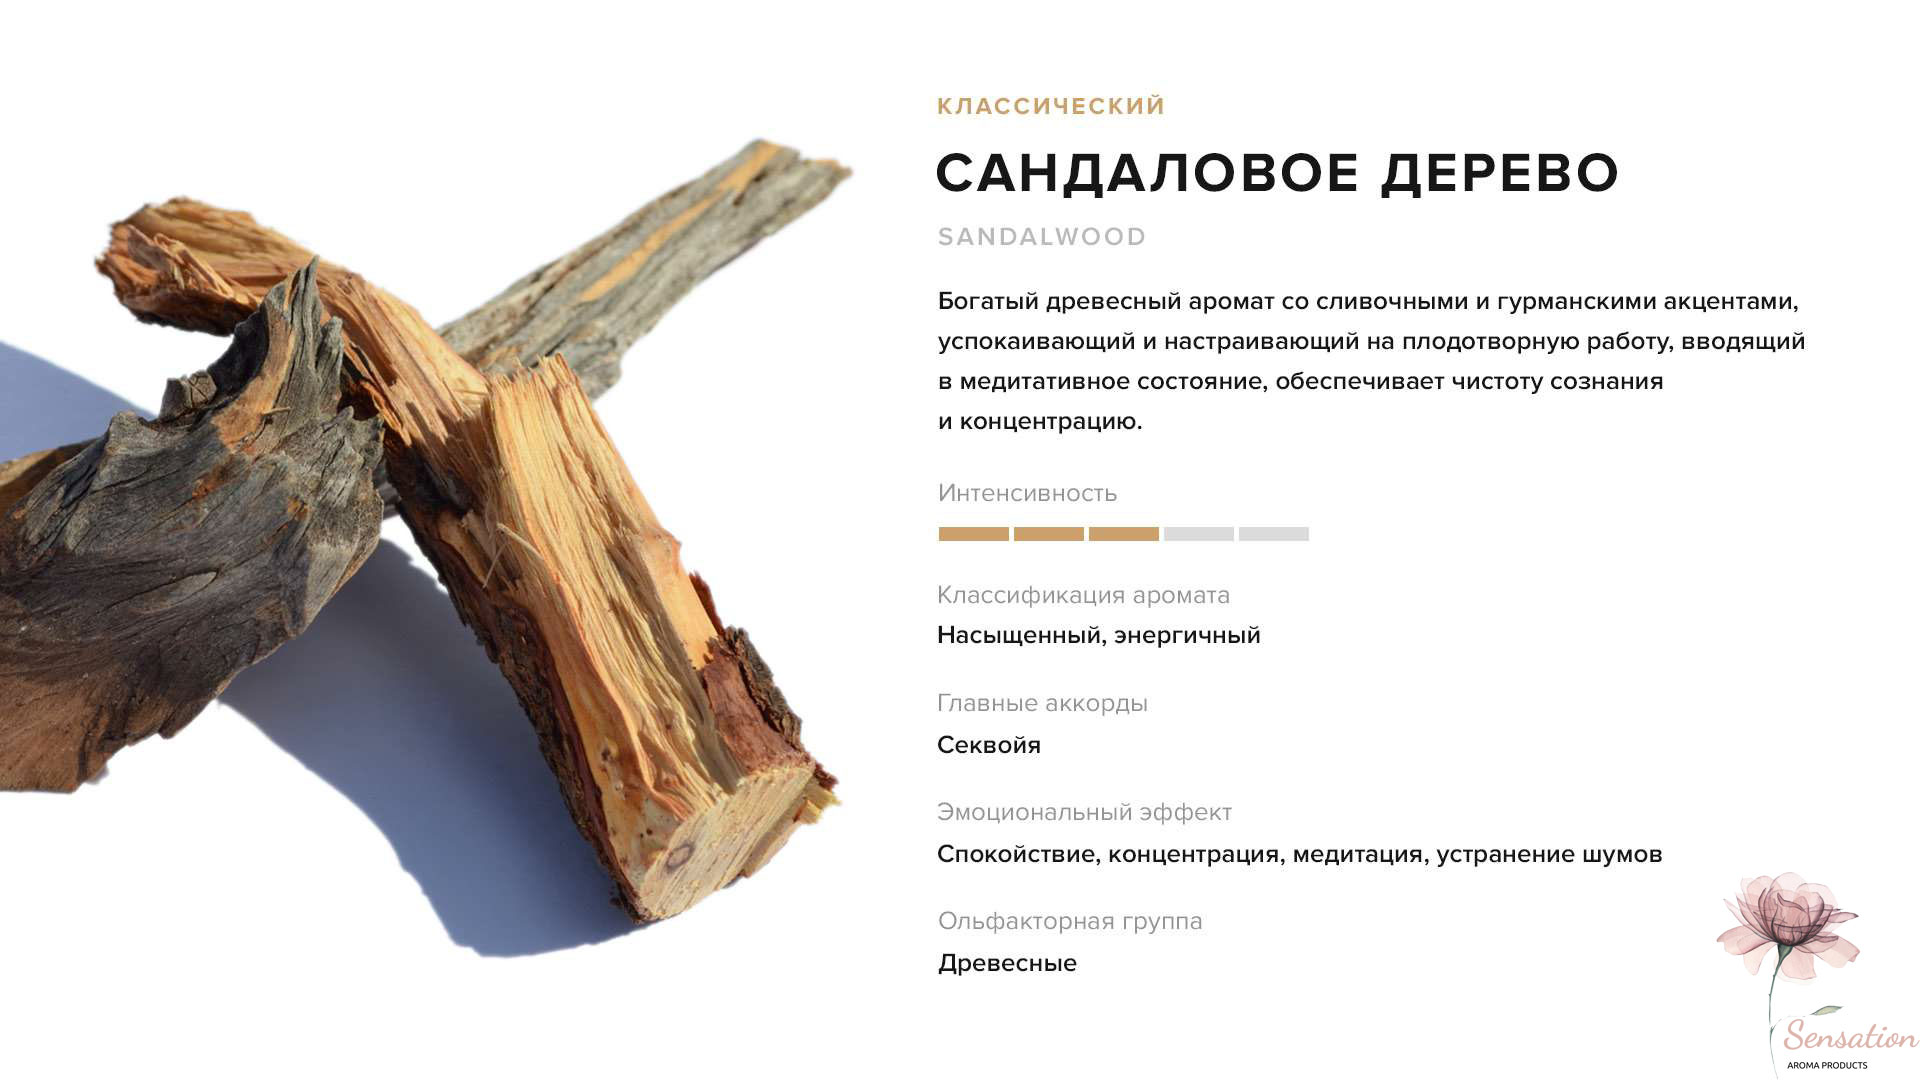 КЛАССИЧЕСКИЙ
САНДАЛОВОЕ ДЕРЕВО
SANDALWOOD
Богатый древесный аромат со сливочными и гурманскими акцентами,
успокаивающий и настраивающий на плодотворную работу, вводящий
в медитативное состояние, обеспечивает чистоту сознания
и концентрацию.
Интенсивность
Классификация аромата
Насыщенный, энергичный
Главные аккорды
Секвойя
Эмоциональный эффект
Спокойствие, концентрация, медитация, устранение шумов
Ольфакторная группа
Древесные
Sensation
AROMA PRODUCTS